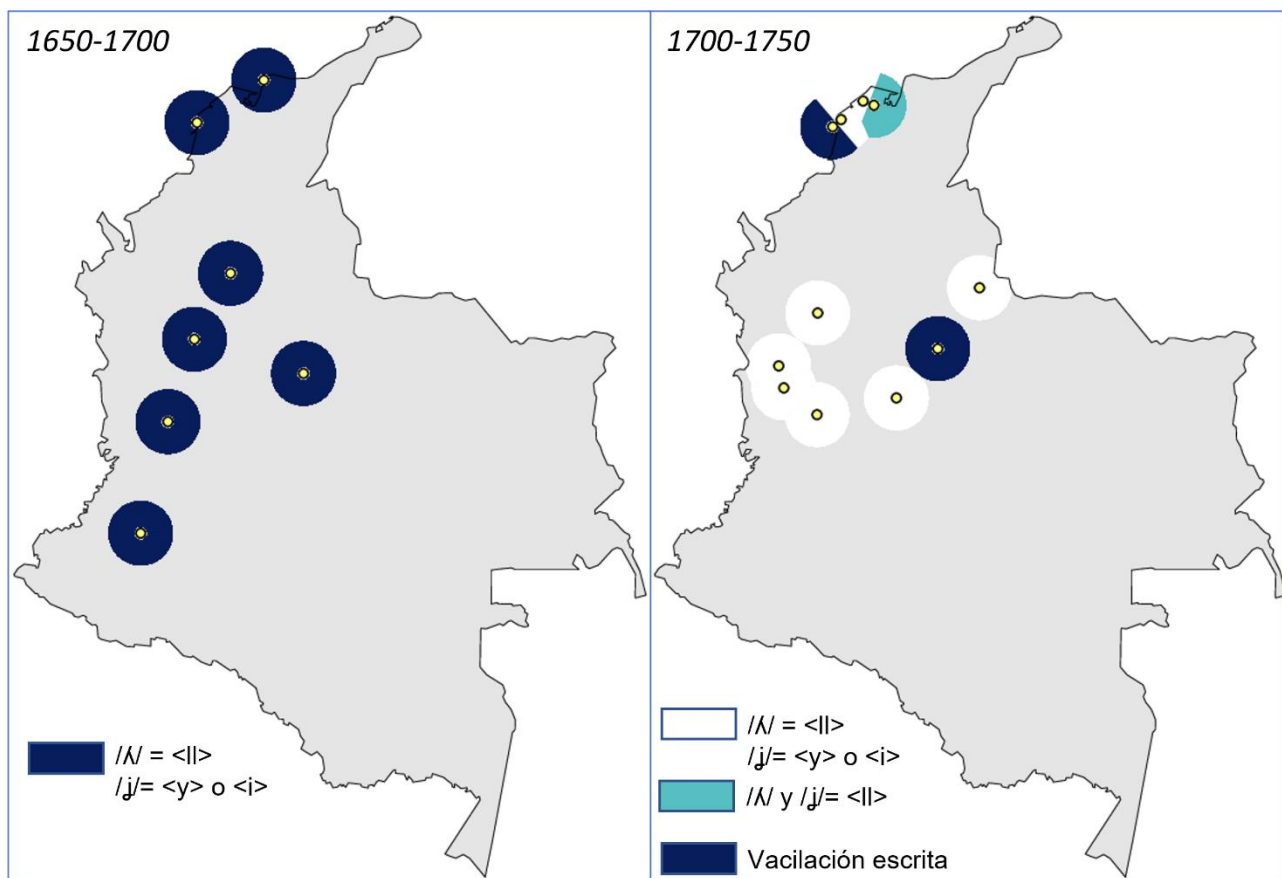 1650-1700
/ʎ/ = <ll>
/ʝ/= <y> o <i>
1700-1750
/ʎ/ = <ll>
/ʝ/= <y> o <i>
/ʎ/ y /ʝ/= <ll>
Vacilación escrita